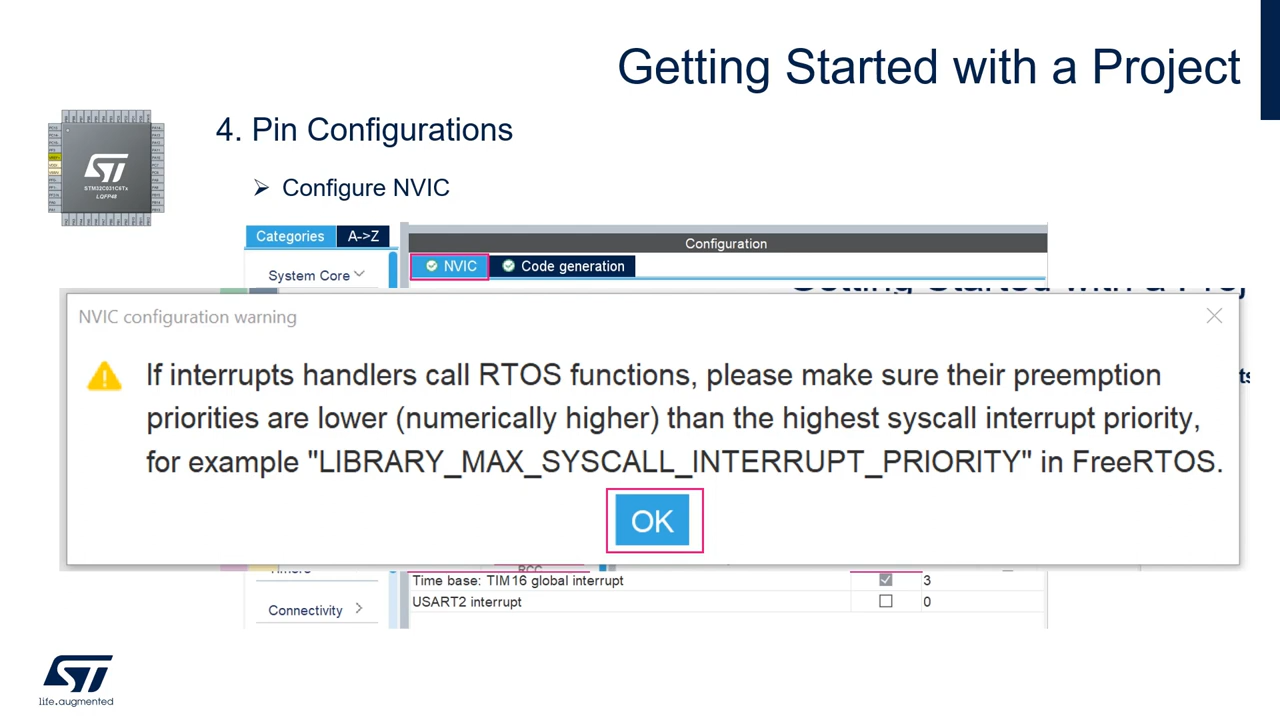 Getting Started with a Project
4. Pin Configurations
STM32C031C6Tx
LQFP48
➢ Configure NVIC
Categories A->Z
Configuration
System Core
NVIC Code generation
NVIC configuration warning
If interrupts handlers call RTOS functions, please make sure their preemption
priorities are lower (numerically higher) than the highest syscall interrupt priority,
for example "LIBRARY_MAX_SYSCALL_INTERRUPT_PRIORITY" in FreeRTOS.
OK
Time base: TIM16 global interrupt 3
USART2 interrupt 0
Connectivity
ST
life.augmented